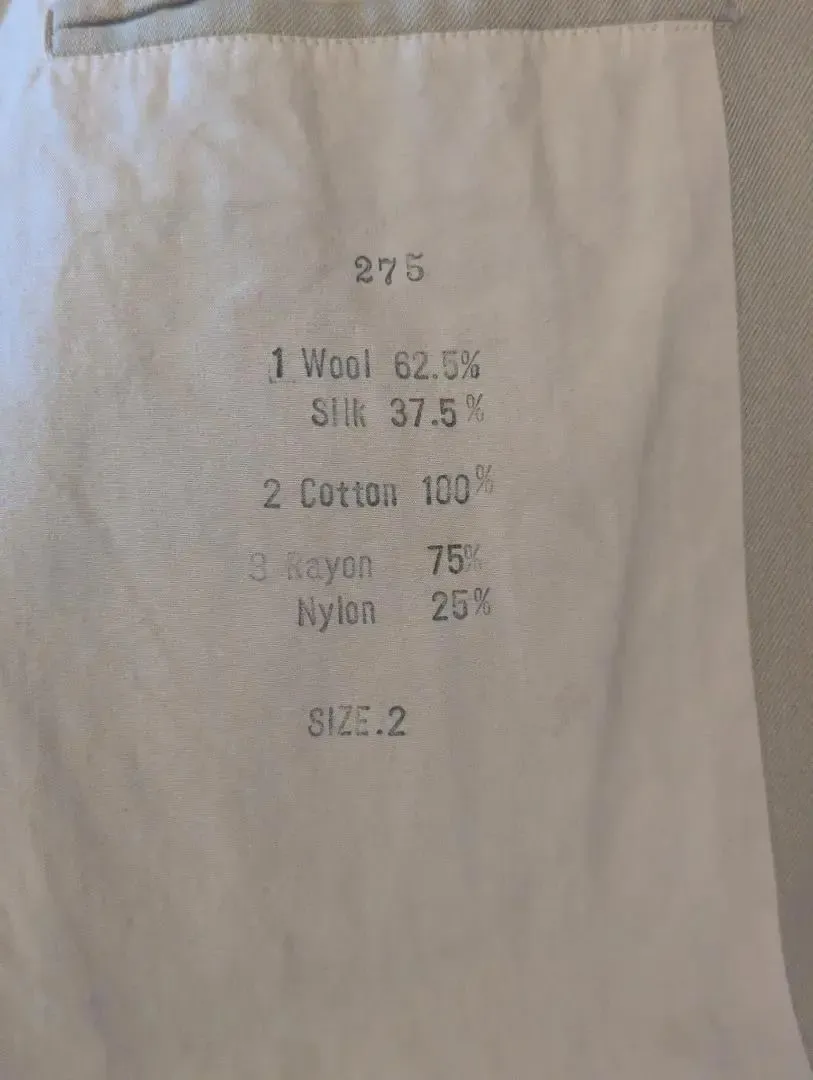 275
1 Wool 62.5%
Silk 37.5%
2 Cotton 100%
3 Rayon 75%
Nylon 25%
SIZE.2